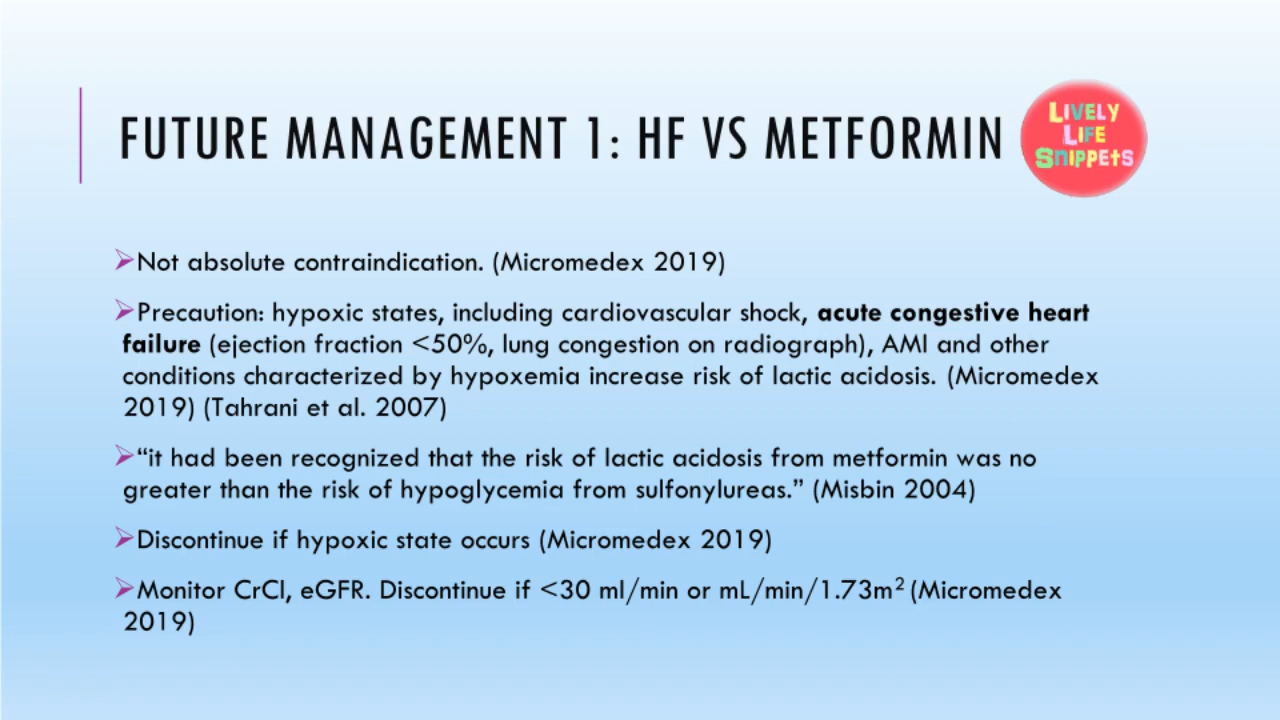 FUTURE MANAGEMENT 1: HF VS METFORMIN
LIVELY
LIFE
SNIPPETS
➢Not absolute contraindication. (Micromedex 2019)
➢Precaution: hypoxic states, including cardiovascular shock, acute congestive heart
failure (ejection fraction <50%, lung congestion on radiograph), AMI and other
conditions characterized by hypoxemia increase risk of lactic acidosis. (Micromedex
2019) (Tahrani et al. 2007)
➢“it had been recognized that the risk of lactic acidosis from metformin was no
greater than the risk of hypoglycemia from sulfonylureas.” (Misbin 2004)
➢Discontinue if hypoxic state occurs (Micromedex 2019)
➢Monitor CrCl, eGFR. Discontinue if <30 ml/min or mL/min/1.73m² (Micromedex
2019)